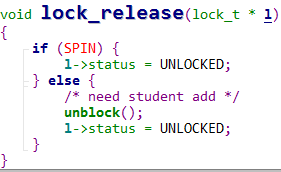 void lock_release(lock_t * l)
{
    if (SPIN) {
        l->status = UNLOCKED;
    } else {
        /* need student add */
        unblock();
        l->status = UNLOCKED;
    }
}